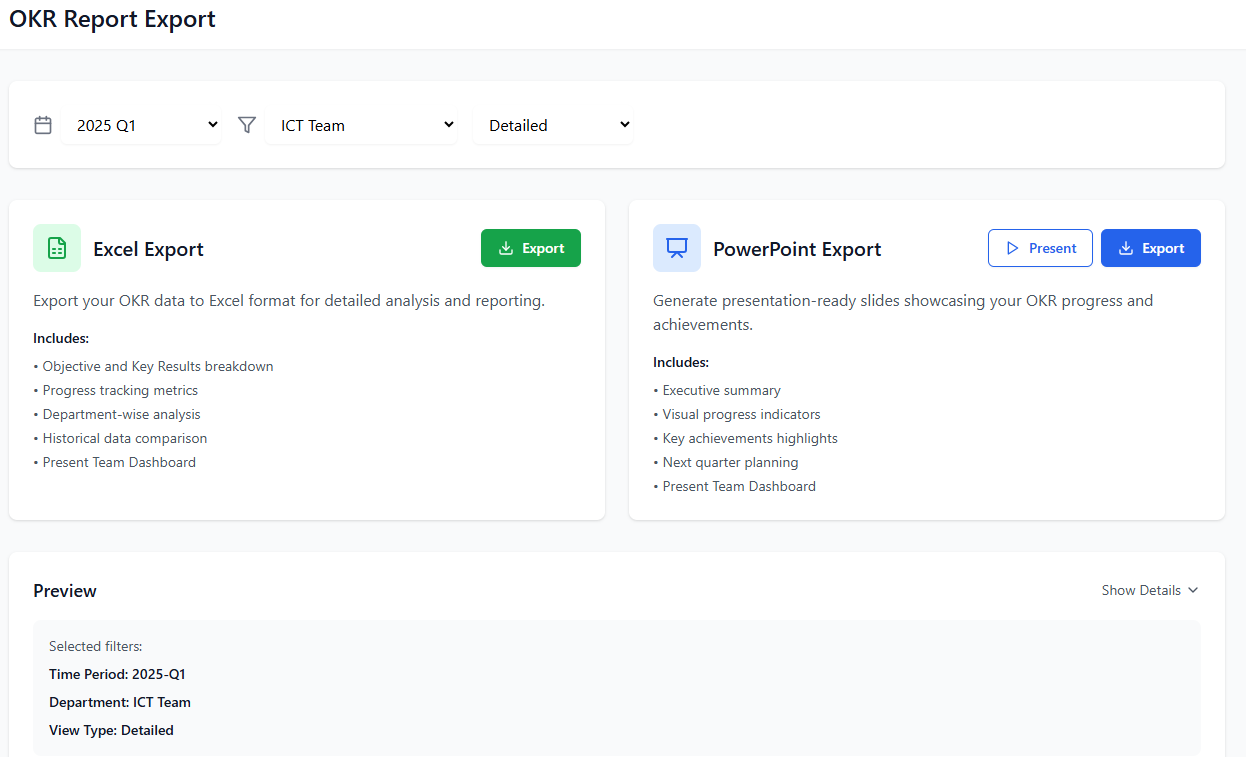 OKR Report Export
2025 Q1
ICT Team
Detailed
Excel Export
Export
Export your OKR data to Excel format for detailed analysis and reporting.
Includes:
• Objective and Key Results breakdown
• Progress tracking metrics
• Department-wise analysis
• Historical data comparison
• Present Team Dashboard
PowerPoint Export
Present
Export
Generate presentation-ready slides showcasing your OKR progress and
achievements.
Includes:
• Executive summary
• Visual progress indicators
• Key achievements highlights
• Next quarter planning
• Present Team Dashboard
Preview
Show Details
Selected filters:
Time Period: 2025-Q1
Department: ICT Team
View Type: Detailed